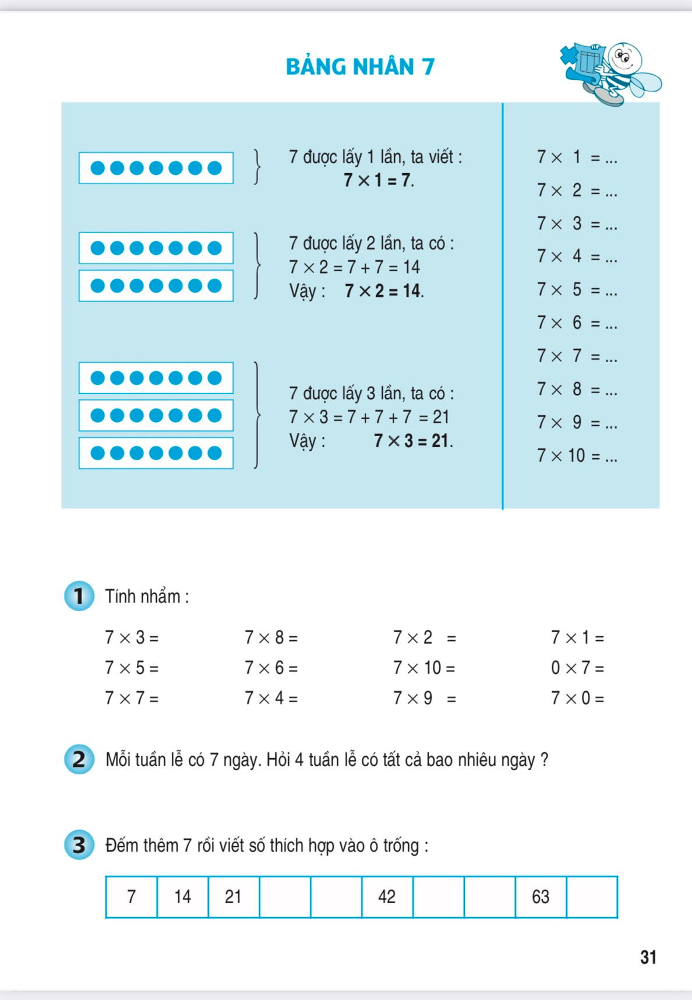 BẢNG NHÂN 7
7 được lấy 1 lần, ta viết :
7 × 1 = 7.
7 được lấy 2 lần, ta có :
7 × 2 = 7 + 7 = 14
Vậy : 7 × 2 = 14.
7 được lấy 3 lần, ta có :
7 × 3 = 7 + 7 + 7 = 21
Vậy : 7 × 3 = 21.
7 × 1 = ...
7 × 2 = ...
7 × 3 = ...
7 × 4 = ...
7 × 5 = ...
7 × 6 = ...
7 × 7 = ...
7 × 8 = ...
7 × 9 = ...
7 × 10 = ...
1 Tính nhẩm :
7 × 3 = 7 × 8 = 7 × 2 = 7 × 1 =
7 × 5 = 7 × 6 = 7 × 10 = 0 × 7 =
7 × 7 = 7 × 4 = 7 × 9 = 7 × 0 =
2 Mỗi tuần lễ có 7 ngày. Hỏi 4 tuần lễ có tất cả bao nhiêu ngày ?
3 Đếm thêm 7 rồi viết số thích hợp vào ô trống :
7 14 21 42 63
31